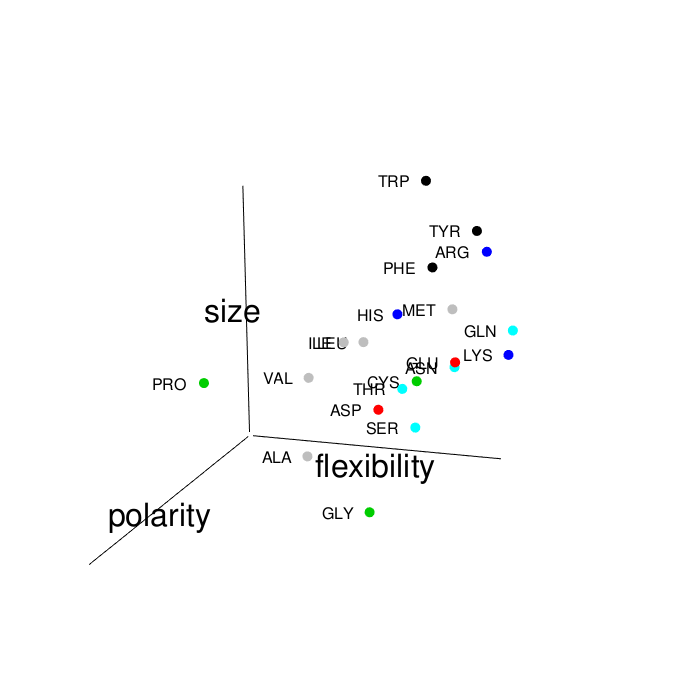 TRP
TYR
ARG
PHE
size
HIS
MET
GLN
ILE
LEU
LYS
GLU
ASN
VAL
CYS
PRO
THR
ASP
SER
ALA
flexibility
GLY
polarity